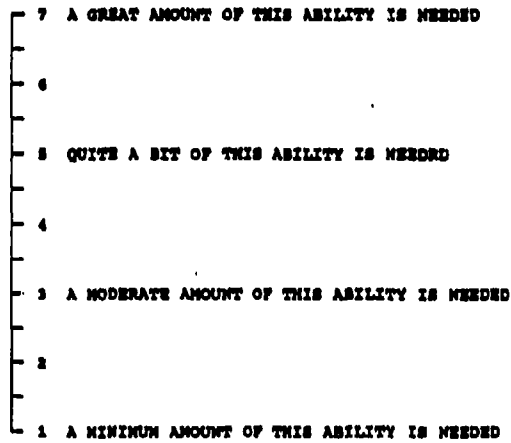 7 A GREAT AMOUNT OF THIS ABILITY IS NEEDED
6
5 QUITE A BIT OF THIS ABILITY IS NEEDED
4
3 A MODERATE AMOUNT OF THIS ABILITY IS NEEDED
2
1 A MINIMUM AMOUNT OF THIS ABILITY IS NEEDED